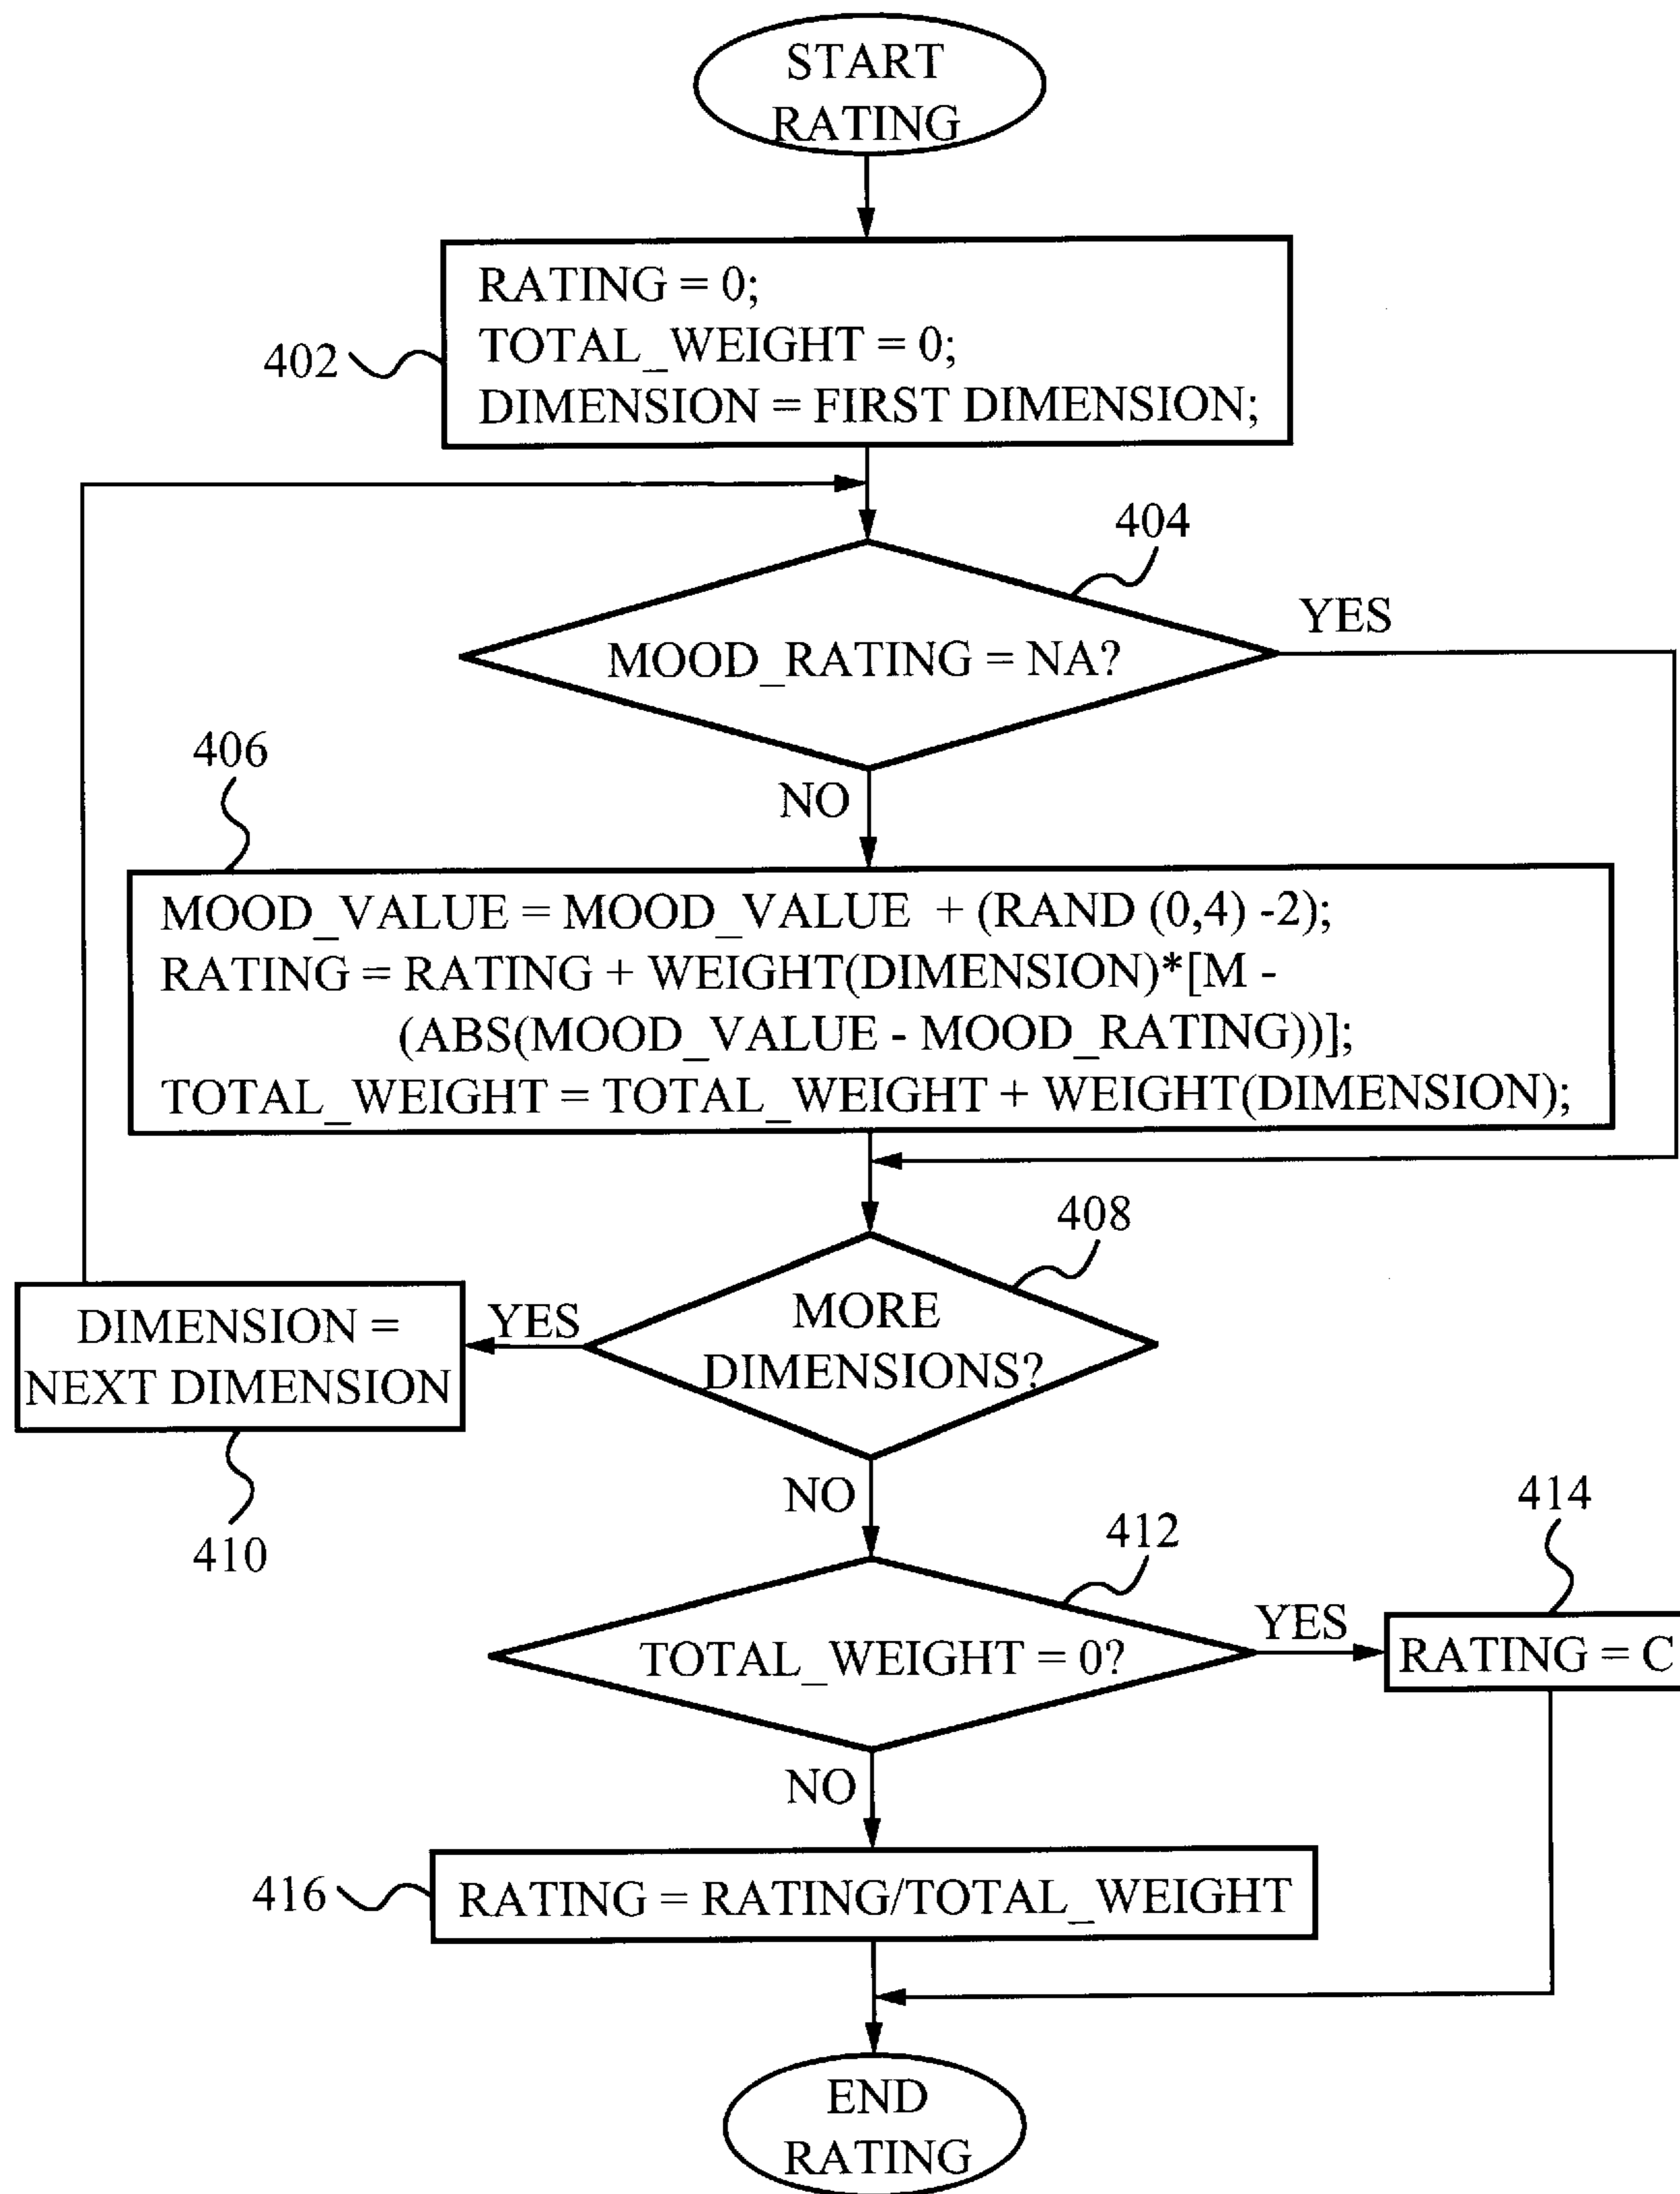 START
RATING
RATING = 0;
TOTAL_WEIGHT = 0;
DIMENSION = FIRST DIMENSION;
402
404
MOOD_RATING = NA?
YES
NO
406
MOOD_VALUE = MOOD_VALUE + (RAND (0,4) -2);
RATING = RATING + WEIGHT(DIMENSION)*[M -
(ABS(MOOD_VALUE - MOOD_RATING))];
TOTAL_WEIGHT = TOTAL_WEIGHT + WEIGHT(DIMENSION);
408
MORE
DIMENSIONS?
YES
DIMENSION =
NEXT DIMENSION
410
NO
412
TOTAL_WEIGHT = 0?
YES
414
RATING = C
NO
416
RATING = RATING/TOTAL_WEIGHT
END
RATING